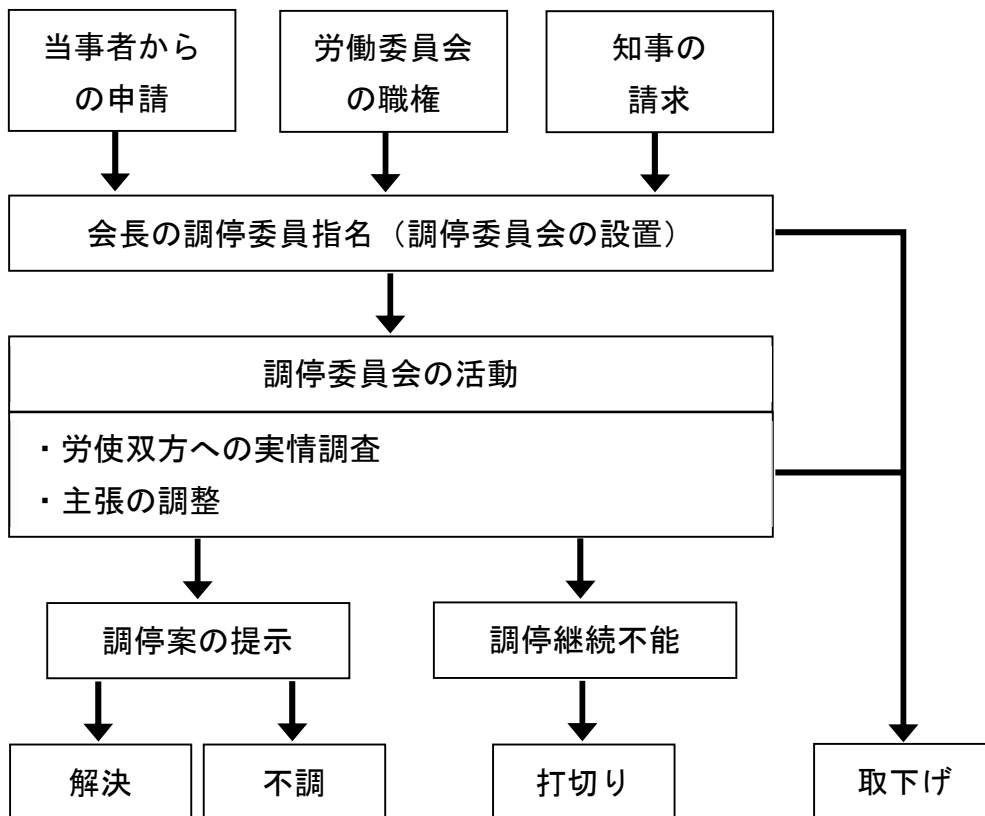 当事者から
の申請
労働委員会
の職権
知事の
請求
会長の調停委員指名（調停委員会の設置）
調停委員会の活動
・労使双方への実情調査
・主張の調整
調停案の提示
調停継続不能
解決
不調
打切り
取下げ